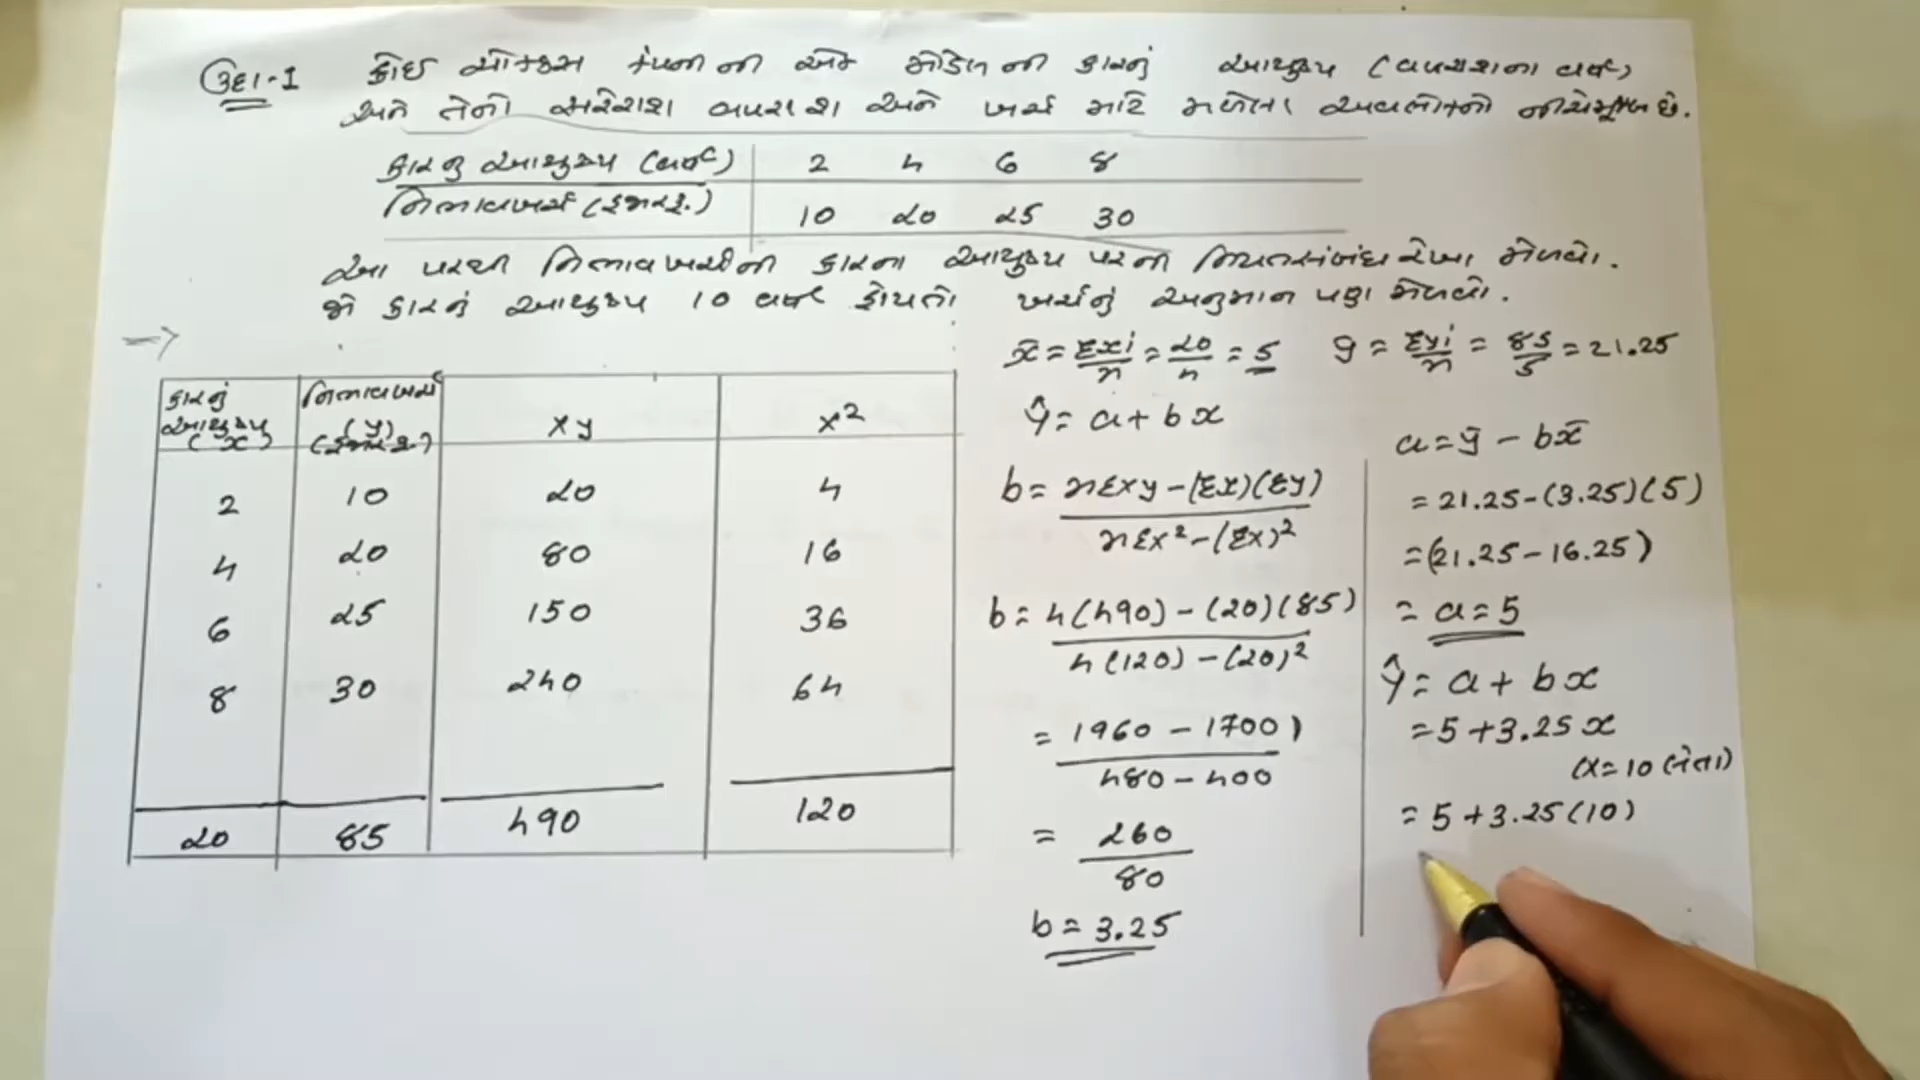 ઉદા-1 કોઈ ચોક્કસ કંપની ની એક મોડેલ ની કારનું આયુષ્ય (વપરાશના વર્ષ)
અને તેનો સરેરાશ વપરાશ અને ખર્ચ માટે મળેલા અવલોકનો નીચે મુજબ છે.
કારનું આયુષ્ય (વર્ષ) 2 4 6 8
નિભાવખર્ચ (હજાર રૂ.) 10 20 25 30
આ પરથી નિભાવખર્ચની કારના આયુષ્ય પરની નિયતસંબંધ રેખા મેળવો.
જો કારનું આયુષ્ય 10 વર્ષ હોય તો ખર્ચનું અનુમાન પણ મેળવો.
x̄ = Σxi/n = 20/4 = 5 ȳ = Σyi/n = 85/5 = 21.25
કારનું આયુષ્ય (x) નિભાવખર્ચ (y) (હજાર રૂ.) xy x²
2 10 20 4
4 20 80 16
6 25 150 36
8 30 240 64
20 85 490 120
ŷ = a + bx
b = nΣxy - (Σx)(Σy) / nΣx² - (Σx)²
b = 4(490) - (20)(85) / 4(120) - (20)²
= 1960 - 1700) / 480 - 400
= 260 / 80
b = 3.25
a = ȳ - bx̄
= 21.25 - (3.25)(5)
= (21.25 - 16.25)
= a = 5
ŷ = a + bx
= 5 + 3.25x
(x = 10 લેતા)
= 5 + 3.25(10)